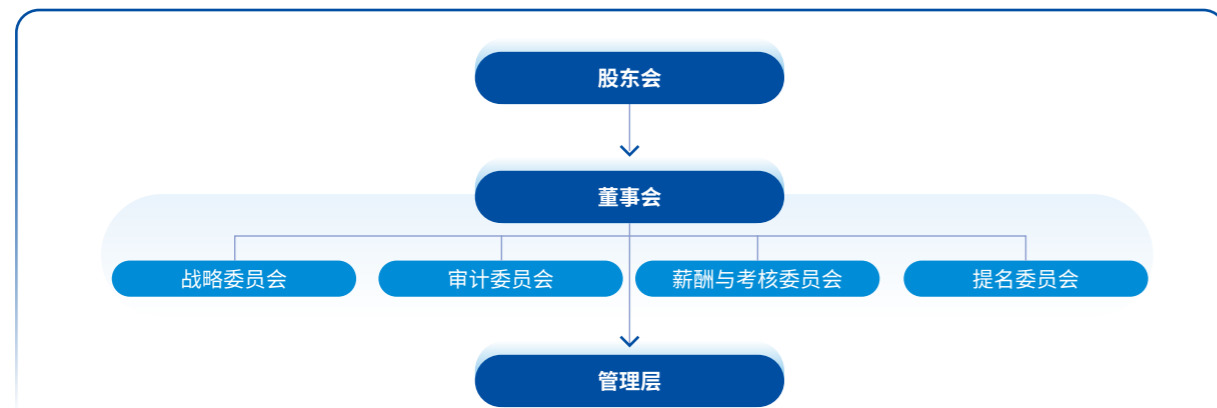 股东会
董事会
战略委员会
审计委员会
薪酬与考核委员会
提名委员会
管理层